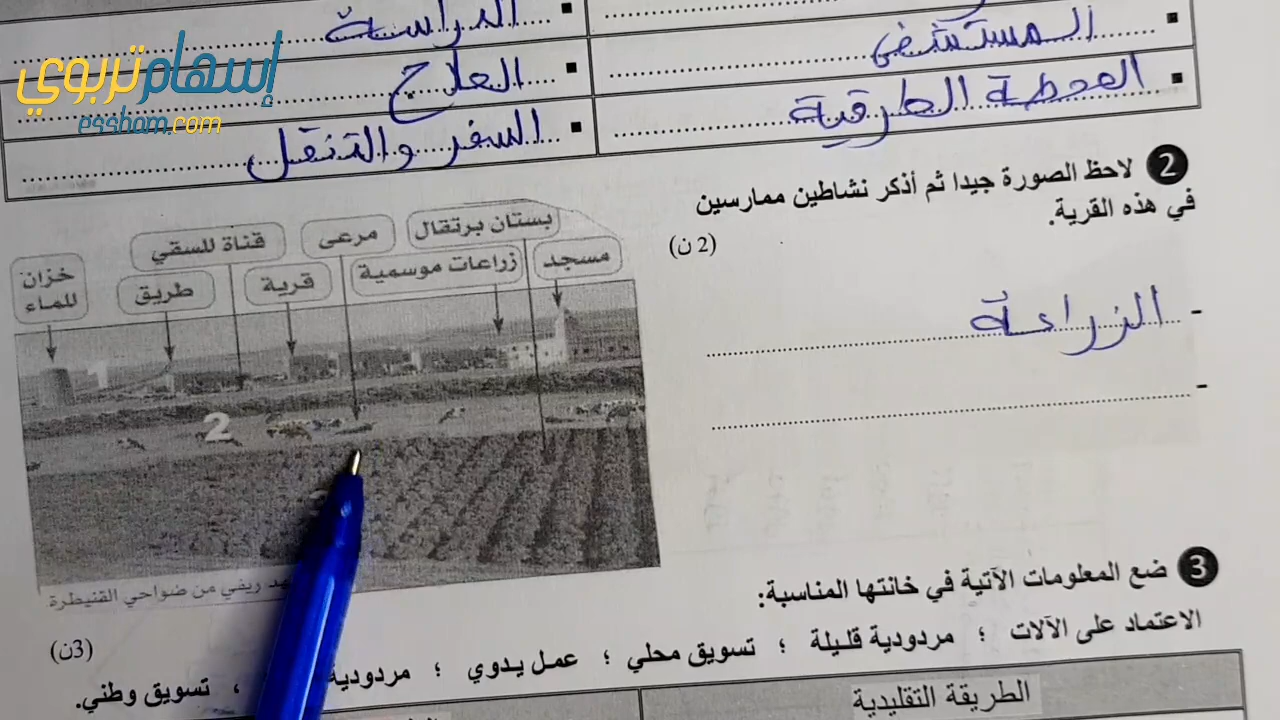 إسهام تربوي
essham.com
المستشفى
الدراسة
المحطة الطرقية
العلاج
السفر والتنقل
2 لاحظ الصورة جيدا ثم أذكر نشاطين ممارسين
في هذه القرية.
(2 ن)
- الزراعة
-
بستان برتقال
مرعى
قناة للسقي
مسجد
زراعات موسمية
قرية
طريق
خزان
للماء
1
2
ريفي من ضواحي القنيطرة
3 ضع المعلومات الآتية في خانتها المناسبة:
(3ن)
الاعتماد على الآلات ؛ مردودية قليلة ؛ تسويق محلي ؛ عمل يدوي ؛ مردودية ، تسويق وطني.
الطريقة التقليدية